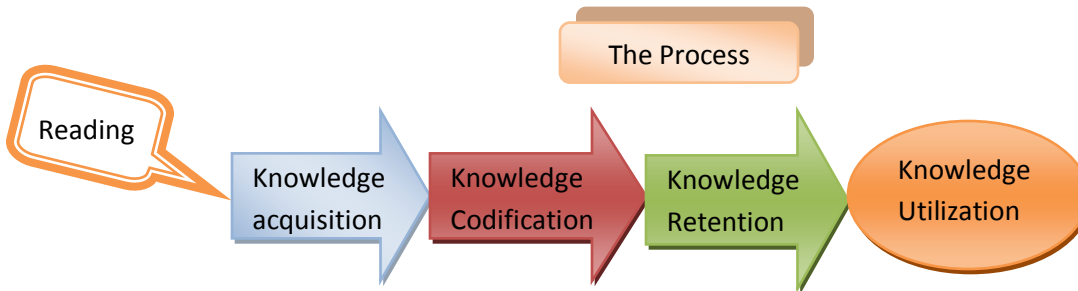 The Process
Reading
Knowledge
acquisition
Knowledge
Codification
Knowledge
Retention
Knowledge
Utilization